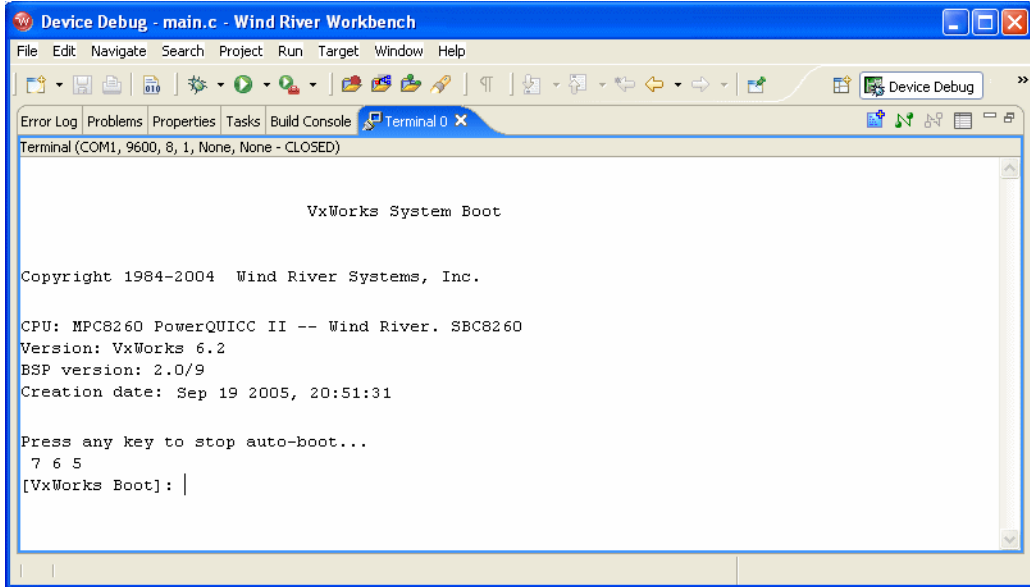 Device Debug - main.c - Wind River Workbench
File Edit Navigate Search Project Run Target Window Help
Device Debug
Error Log Problems Properties Tasks Build Console Terminal 0
Terminal (COM1, 9600, 8, 1, None, None - CLOSED)
VxWorks System Boot
Copyright 1984-2004 Wind River Systems, Inc.
CPU: MPC8260 PowerQUICC II -- Wind River. SBC8260
Version: VxWorks 6.2
BSP version: 2.0/9
Creation date: Sep 19 2005, 20:51:31
Press any key to stop auto-boot...
7 6 5
[VxWorks Boot]: